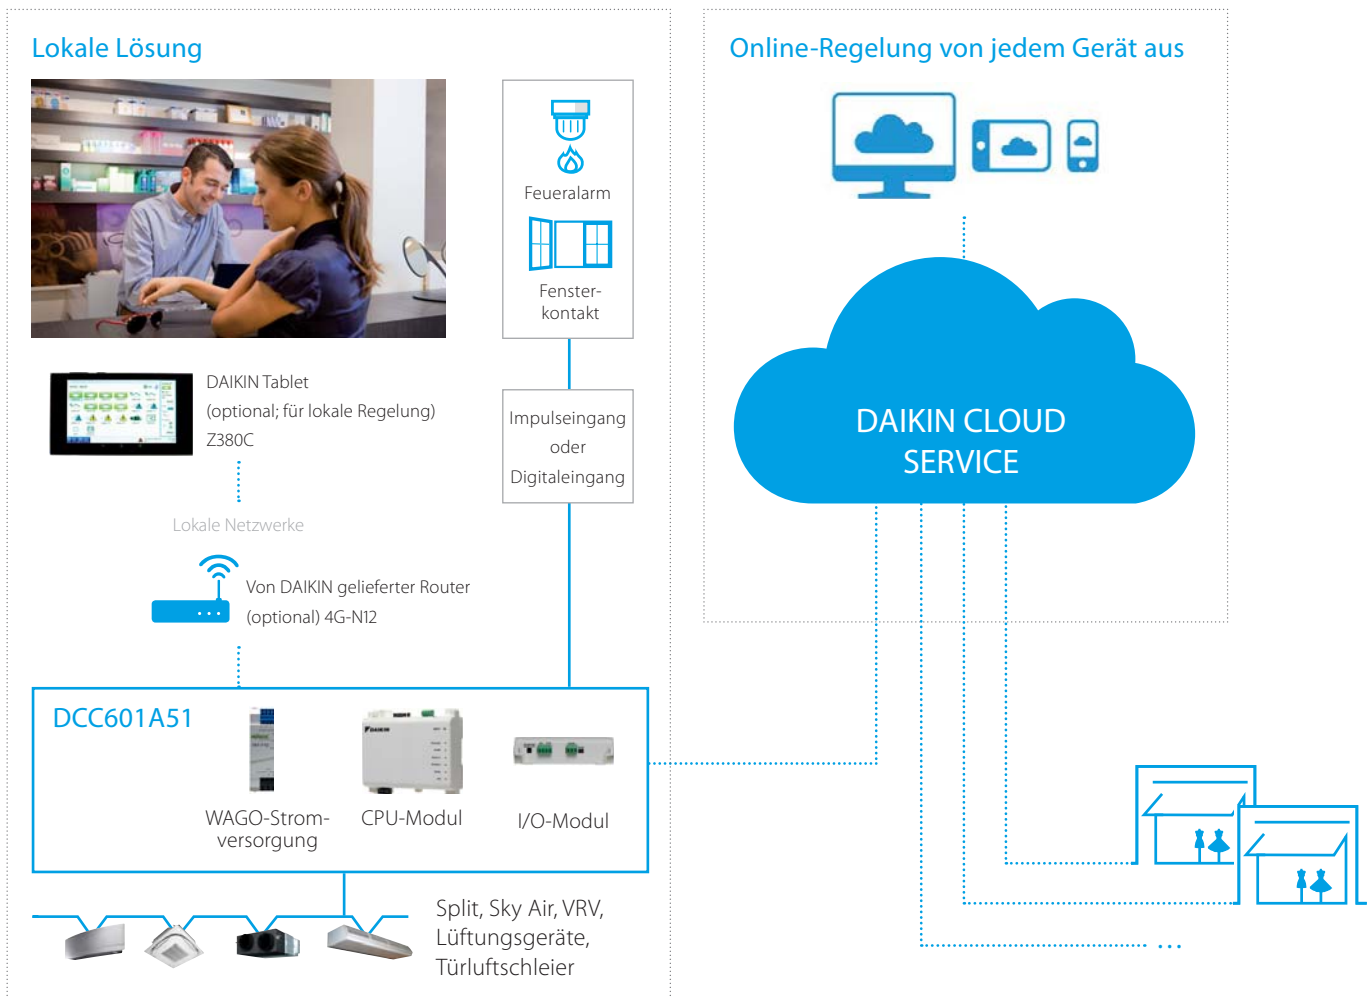 Lokale Lösung
Feueralarm
Fenster-
kontakt
DAIKIN Tablet
(optional; für lokale Regelung)
Z380C
Impulseingang
oder
Digitaleingang
Lokale Netzwerke
Von DAIKIN gelieferter Router
(optional) 4G-N12
DCC601A51
DAIKIN
WAGO-Strom-
versorgung
CPU-Modul
I/O-Modul
Split, Sky Air, VRV,
Lüftungsgeräte,
Türluftschleier
Online-Regelung von jedem Gerät aus
DAIKIN CLOUD
SERVICE
...